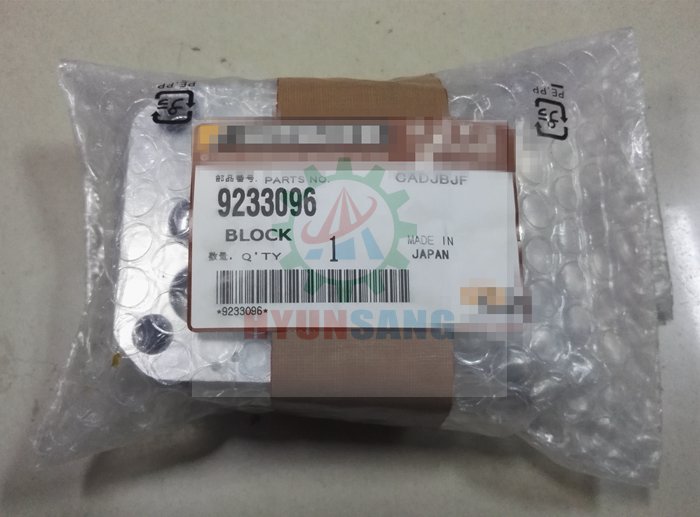 PE,PP
PE,PP
部品番号. PARTS NO.
CADJBJF
9233096
BLOCK
数量. Q'TY 1
MADE IN
JAPAN
*9233096*
HYUNSANG